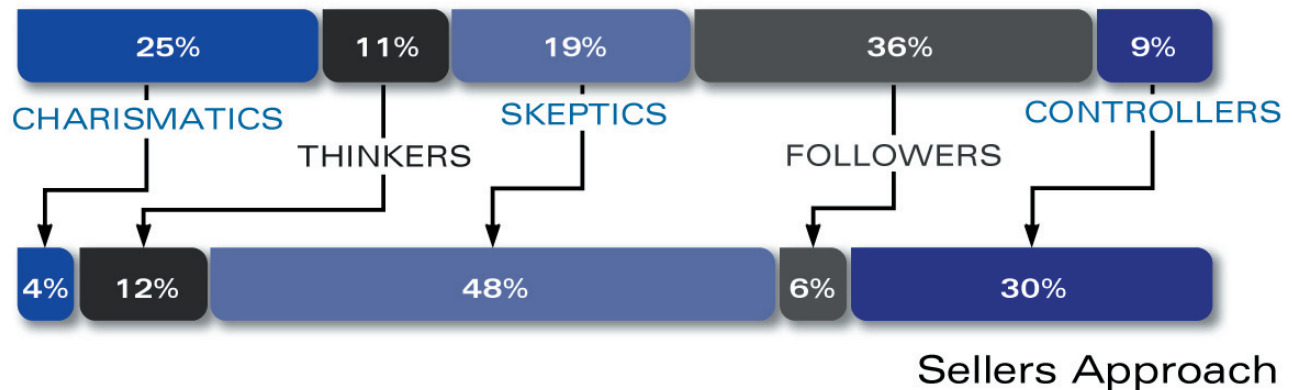 25% 11% 19% 36% 9%
CHARISMATICS SKEPTICS CONTROLLERS
THINKERS FOLLOWERS
4% 12% 48% 6% 30%
Sellers Approach